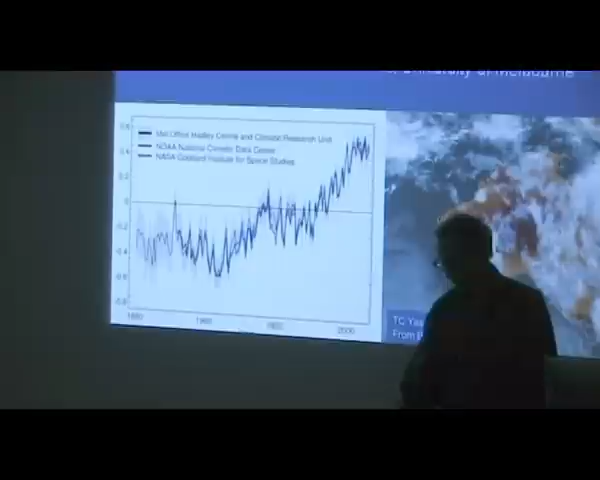 University of Melbourne
Met Office Hadley Centre and Climatic Research Unit
NOAA National Climatic Data Center
NASA Goddard Institute for Space Studies
0.6
0.4
0.2
0
-0.2
-0.4
-0.6
-0.8
1850 1900 1950 2000
TC Yasi
From